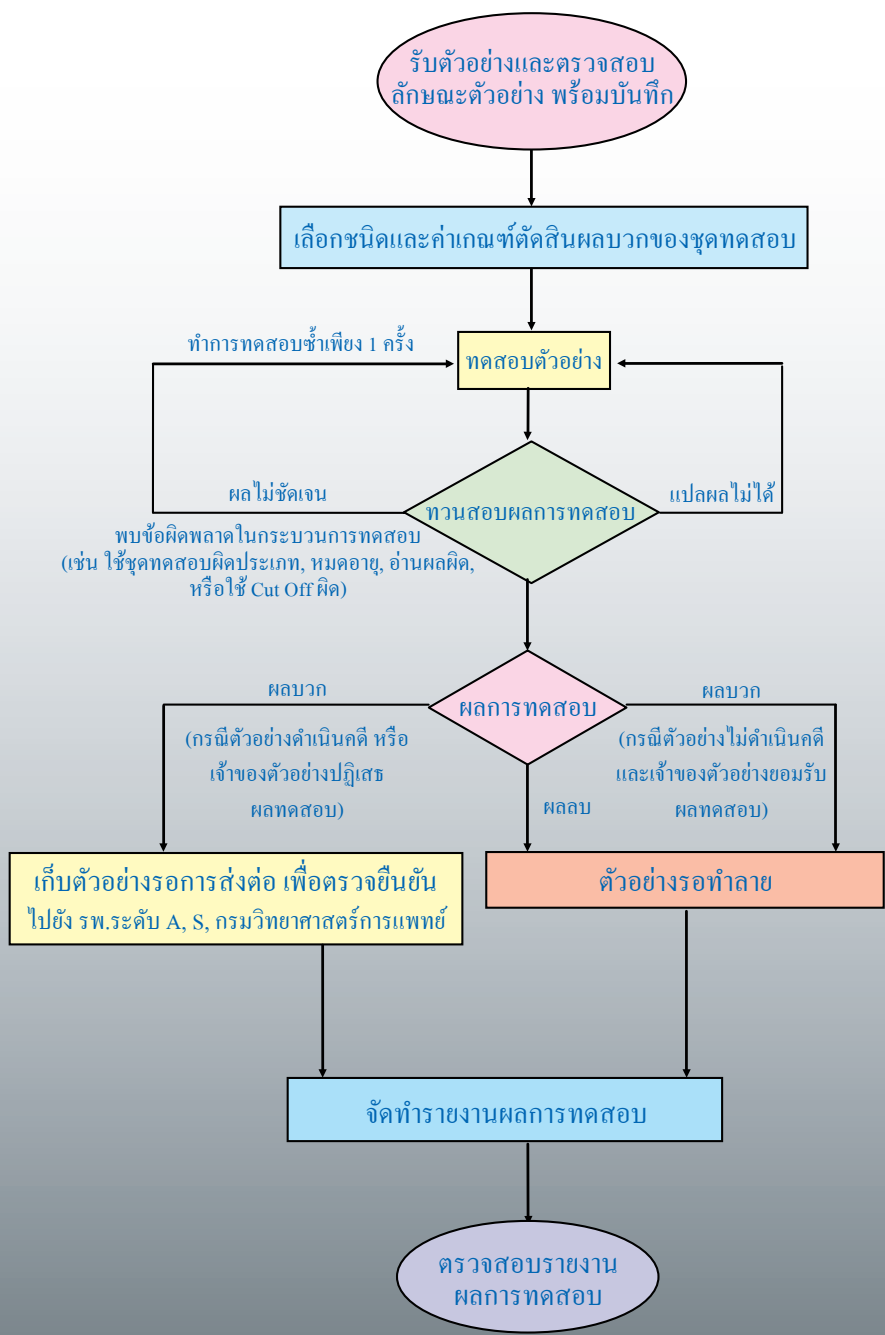 รับตัวอย่างและตรวจสอบ
ลักษณะตัวอย่าง พร้อมบันทึก
เลือกชนิดและค่าเกณฑ์ตัดสินผลบวกของชุดทดสอบ
ทำการทดสอบซ้ำเพียง 1 ครั้ง
ทดสอบตัวอย่าง
ผลไม่ชัดเจน
แปลผลไม่ได้
ทวนสอบผลการทดสอบ
พบข้อผิดพลาดในกระบวนการทดสอบ
(เช่น ใช้ชุดทดสอบผิดประเภท, หมดอายุ, อ่านผลผิด,
หรือใช้ Cut Off ผิด)
ผลบวก
ผลการทดสอบ
ผลบวก
(กรณีตัวอย่างดำเนินคดี หรือ
เจ้าของตัวอย่างปฏิเสธ
ผลทดสอบ)
ผลลบ
(กรณีตัวอย่างไม่ดำเนินคดี
และเจ้าของตัวอย่างยอมรับ
ผลทดสอบ)
เก็บตัวอย่างรอการส่งต่อ เพื่อตรวจยืนยัน
ไปยัง รพ.ระดับ A, S, กรมวิทยาศาสตร์การแพทย์
ตัวอย่างรอทำลาย
จัดทำรายงานผลการทดสอบ
ตรวจสอบรายงาน
ผลการทดสอบ